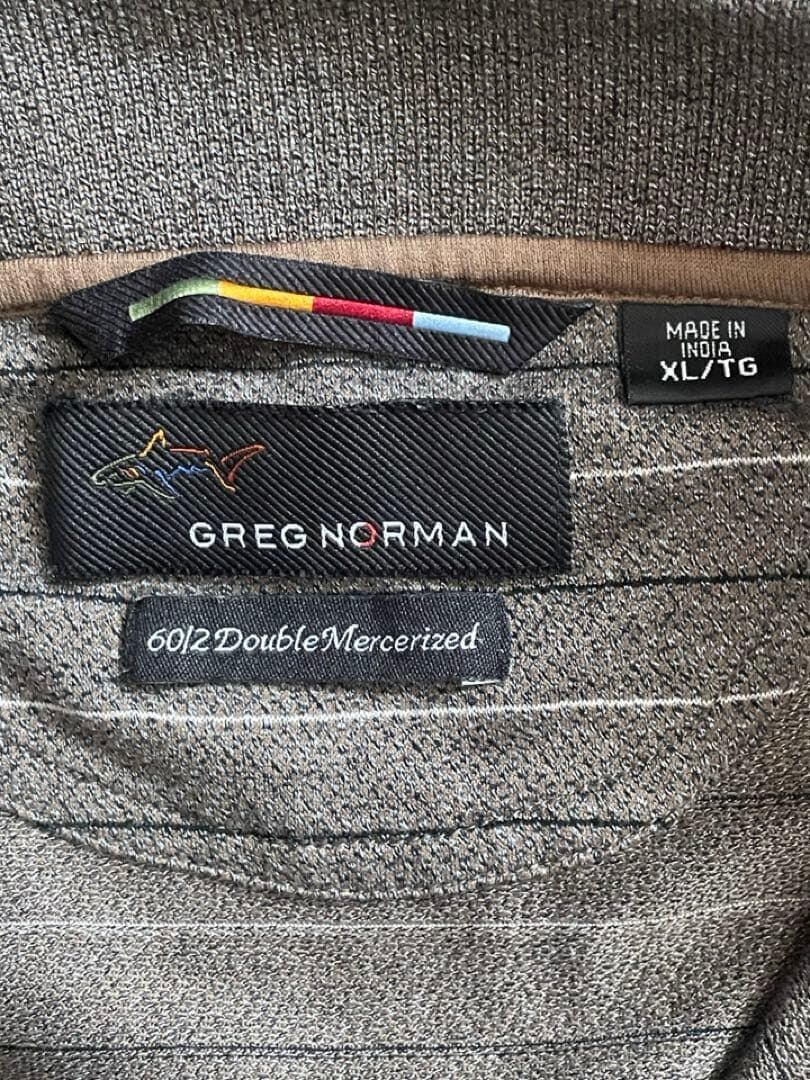 MADE IN
INDIA
XL/TG
GREG NORMAN
60/2 Double Mercerized